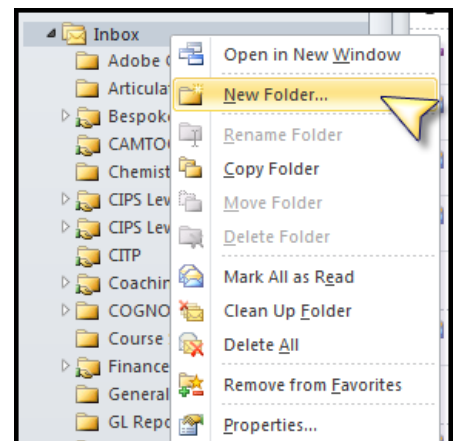 Inbox
Adobe
Articula
Bespok
CAMTO
Chemist
CIPS Lev
CIPS Lev
CITP
Coachin
COGNO
Course
Finance
General
GL Repo
Open in New Window
New Folder...
Rename Folder
Copy Folder
Move Folder
Delete Folder
Mark All as Read
Clean Up Folder
Delete All
Remove from Favorites
Properties...